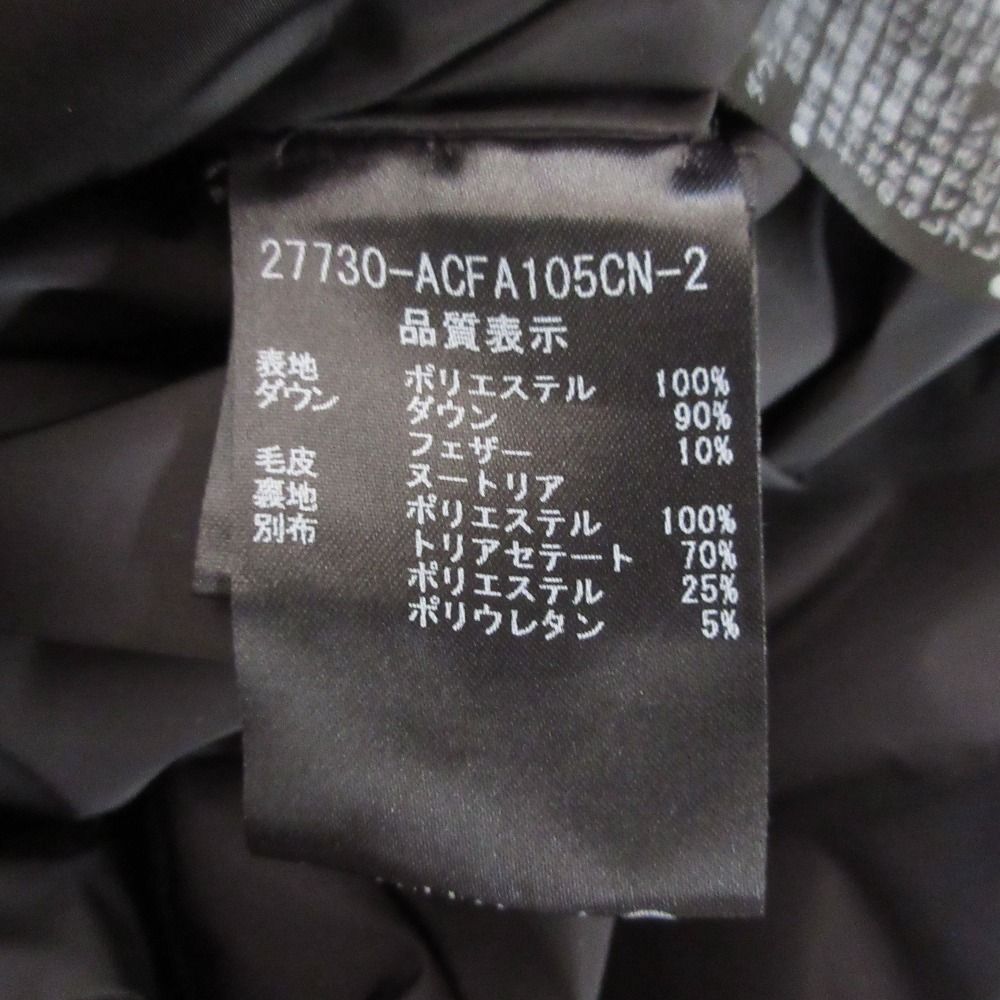 27730-ACFA105CN-2
品質表示
表地 ポリエステル 100%
ダウン ダウン 90%
フェザー 10%
毛皮 ヌートリア
裏地 ポリエステル 100%
別布 トリアセテート 70%
ポリエステル 25%
ポリウレタン 5%